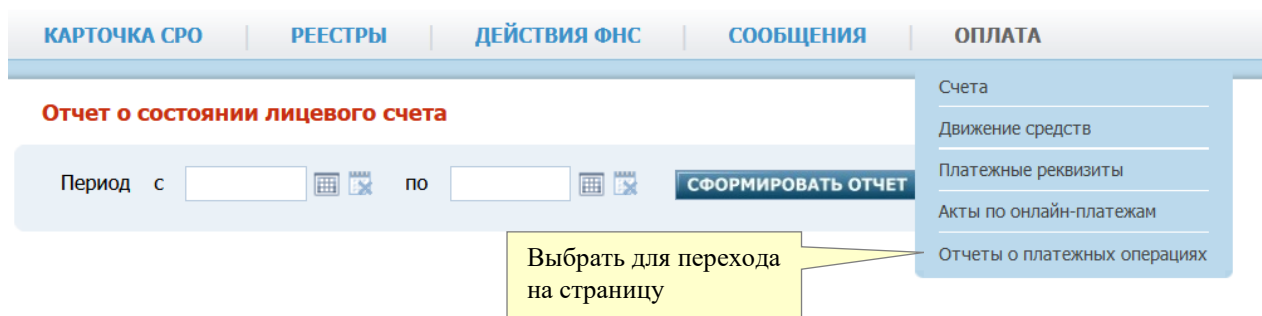 КАРТОЧКА СРО РЕЕСТРЫ ДЕЙСТВИЯ ФНС СООБЩЕНИЯ ОПЛАТА
Счета
Движение средств
Платежные реквизиты
Акты по онлайн-платежам
Отчеты о платежных операциях
Отчет о состоянии лицевого счета
Период с по СФОРМИРОВАТЬ ОТЧЕТ
Выбрать для перехода
на страницу